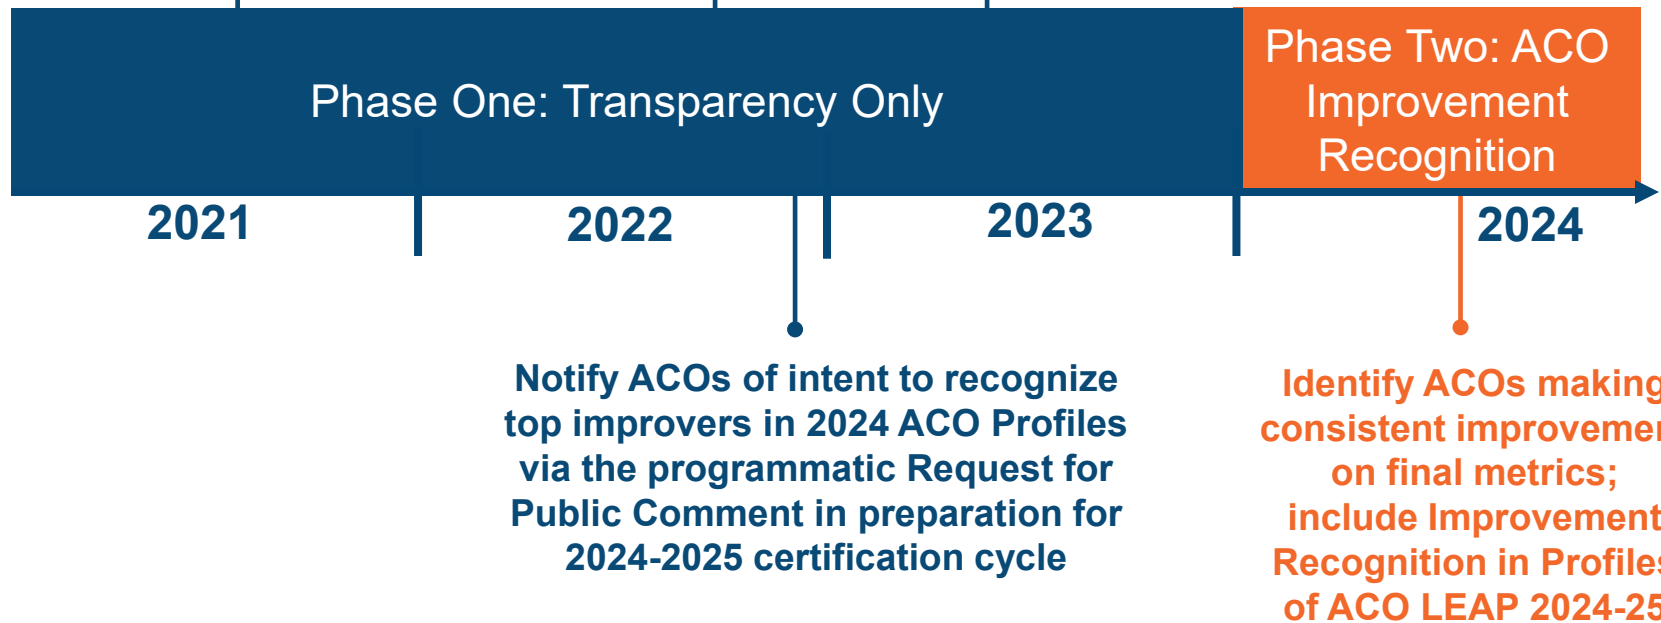 Phase One: Transparency Only
Phase Two: ACO
Improvement
Recognition
2021
2022
2023
2024
Notify ACOs of intent to recognize
top improvers in 2024 ACO Profiles
via the programmatic Request for
Public Comment in preparation for
2024-2025 certification cycle
Identify ACOs making
consistent improvemen
on final metrics;
include Improvement
Recognition in Profiles
of ACO LEAP 2024-25